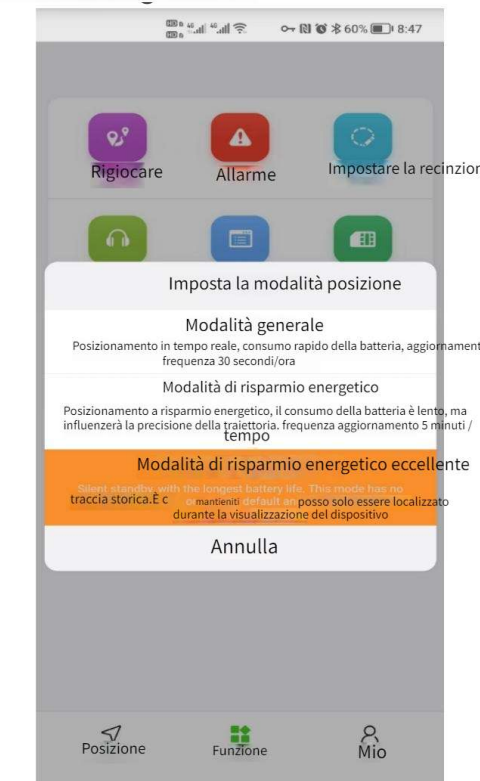 60% 8:47
Rigiocare
Allarme
Impostare la recinzion
Imposta la modalità posizione
Modalità generale
Posizionamento in tempo reale, consumo rapido della batteria, aggiornament
frequenza 30 secondi/ora
Modalità di risparmio energetico
Posizionamento a risparmio energetico, il consumo della batteria è lento, ma
influenzerà la precisione della traiettoria. frequenza aggiornamento 5 minuti /
tempo
Modalità di risparmio energetico eccellente
Silent standby with the longest battery life. This mode has no
traccia storica.È c or mantieniti default an posso solo essere localizzato
durante la visualizzazione del dispositivo
Annulla
Posizione
Funzione
Mio